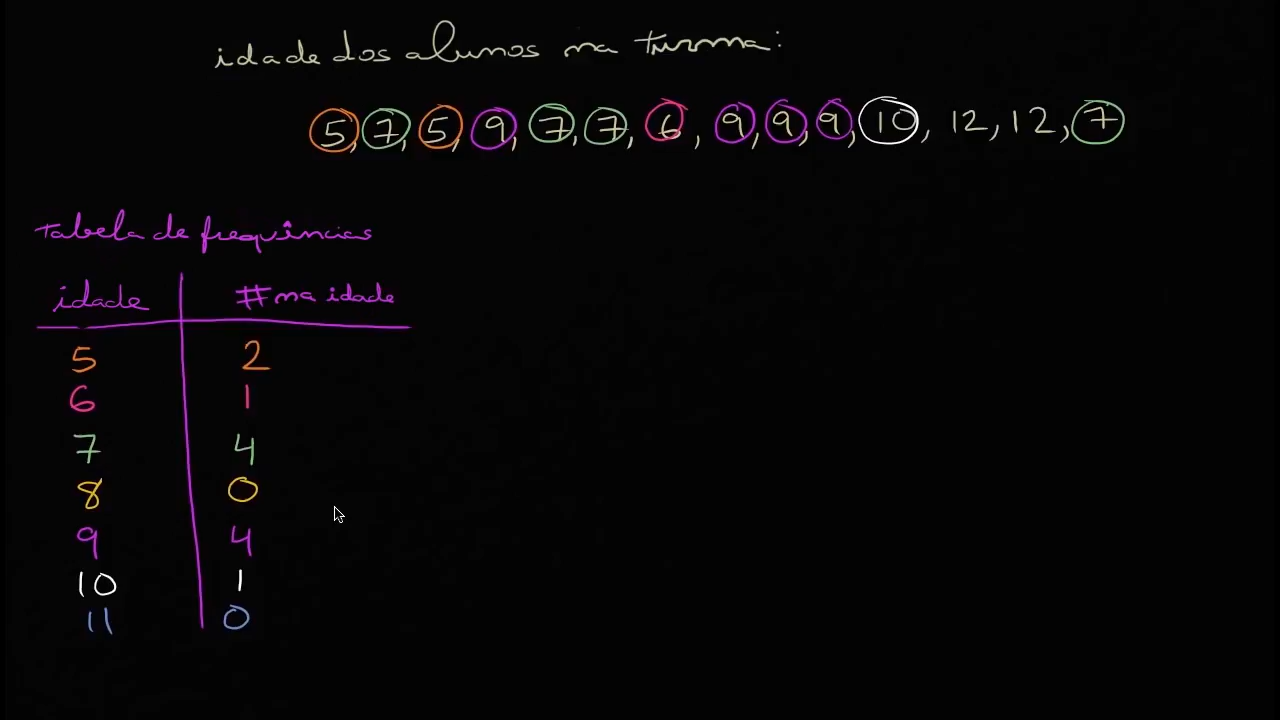 idade dos alunos na turma:
5, 7, 5, 9, 7, 7, 6, 9, 9, 9, 10, 12, 12, 7
Tabela de frequências
idade # na idade
5 2
6 1
7 4
8 0
9 4
10 1
11 0